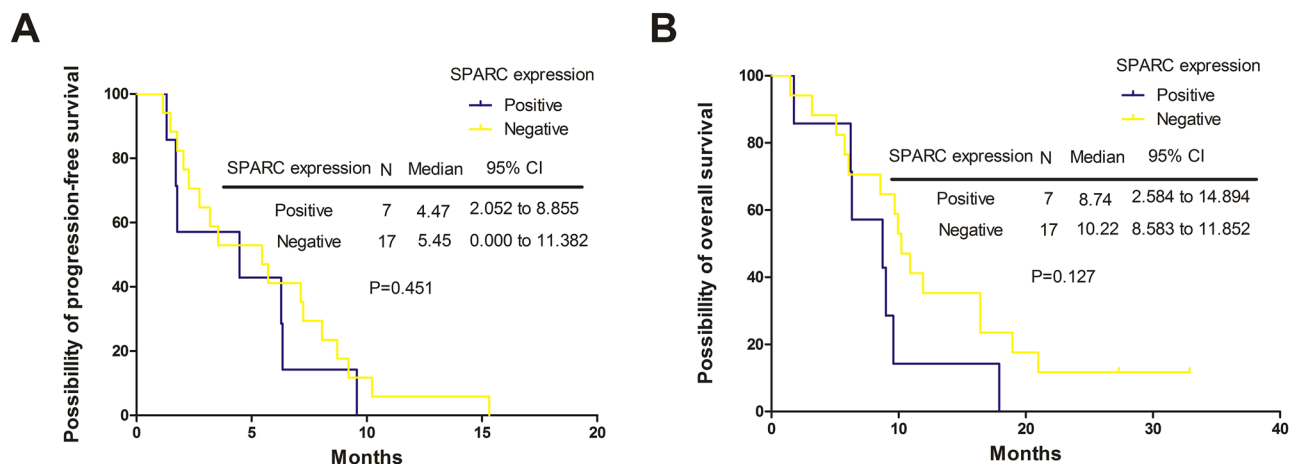 A
Possibillity of progression-free survival
100
80
60
40
20
0
0 5 10 15 20
Months
SPARC expression
Positive
Negative
SPARC expression N Median 95% CI
Positive 7 4.47 2.052 to 8.855
Negative 17 5.45 0.000 to 11.382
P=0.451
B
Possibillity of overall survival
100
80
60
40
20
0
0 10 20 30 40
Months
SPARC expression
Positive
Negative
SPARC expression N Median 95% CI
Positive 7 8.74 2.584 to 14.894
Negative 17 10.22 8.583 to 11.852
P=0.127